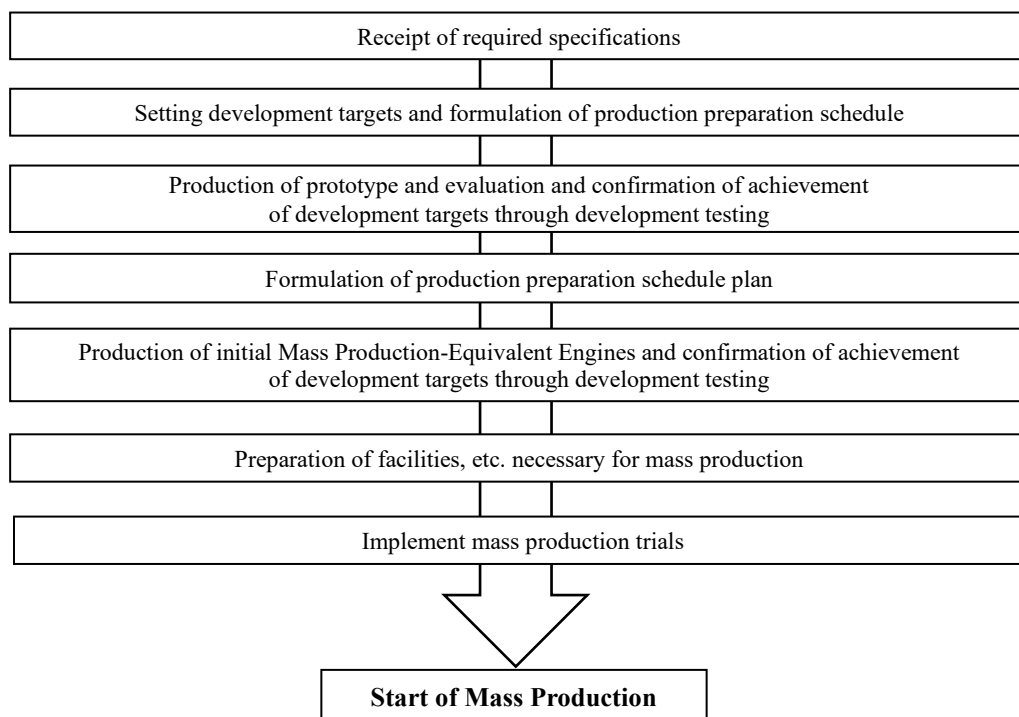 Receipt of required specifications
Setting development targets and formulation of production preparation schedule
Production of prototype and evaluation and confirmation of achievement
of development targets through development testing
Formulation of production preparation schedule plan
Production of initial Mass Production-Equivalent Engines and confirmation of achievement
of development targets through development testing
Preparation of facilities, etc. necessary for mass production
Implement mass production trials
Start of Mass Production